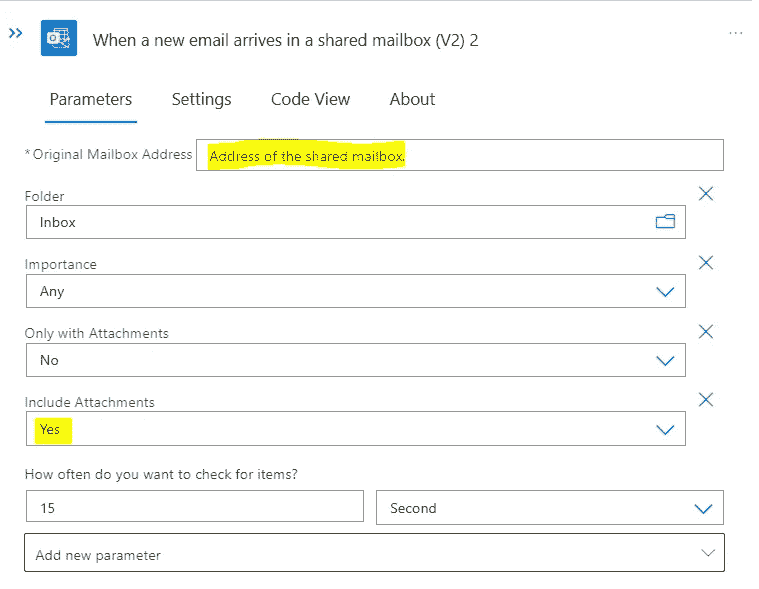 When a new email arrives in a shared mailbox (V2) 2
Parameters Settings Code View About
* Original Mailbox Address Address of the shared mailbox.
Folder
Inbox
Importance
Any
Only with Attachments
No
Include Attachments
Yes
How often do you want to check for items?
15 Second
Add new parameter